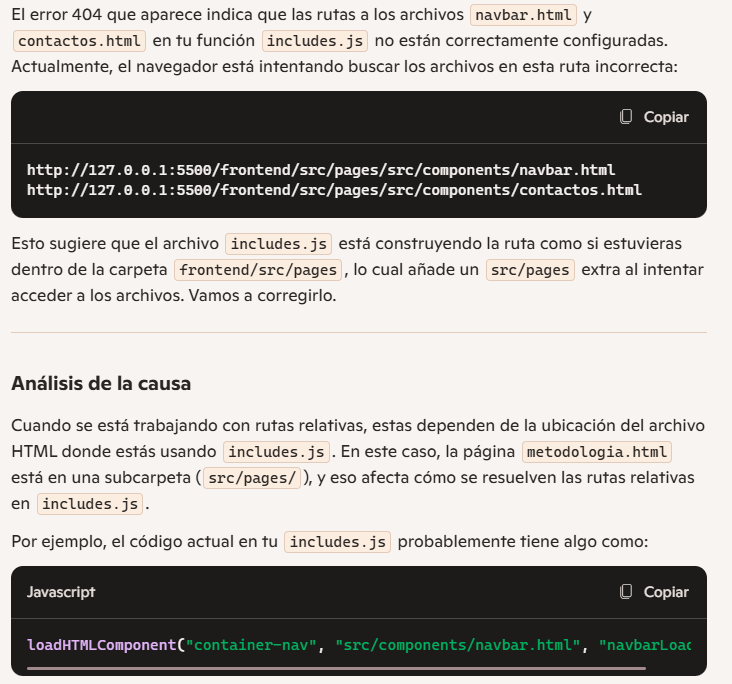 El error 404 que aparece indica que las rutas a los archivos navbar.html y
contactos.html en tu función includes.js no están correctamente configuradas.
Actualmente, el navegador está intentando buscar los archivos en esta ruta incorrecta:
Copiar
http://127.0.0.1:5500/frontend/src/pages/src/components/navbar.html
http://127.0.0.1:5500/frontend/src/pages/src/components/contactos.html
Esto sugiere que el archivo includes.js está construyendo la ruta como si estuvieras
dentro de la carpeta frontend/src/pages, lo cual añade un src/pages extra al intentar
acceder a los archivos. Vamos a corregirlo.
Análisis de la causa
Cuando se está trabajando con rutas relativas, estas dependen de la ubicación del archivo
HTML donde estás usando includes.js. En este caso, la página metodologia.html
está en una subcarpeta (src/pages/), y eso afecta cómo se resuelven las rutas relativas
en includes.js.
Por ejemplo, el código actual en tu includes.js probablemente tiene algo como:
Javascript
Copiar
loadHTMLComponent("container-nav", "src/components/navbar.html", "navbarLoad